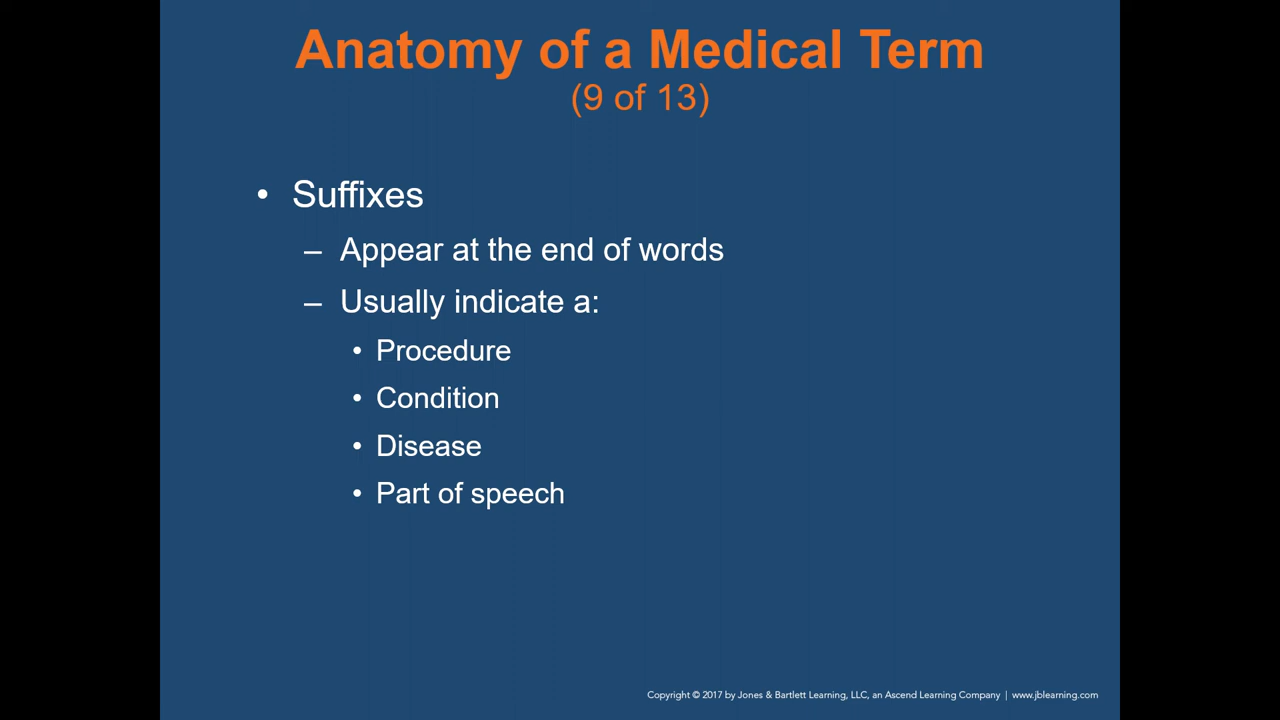 Anatomy of a Medical Term
(9 of 13)
• Suffixes
– Appear at the end of words
– Usually indicate a:
• Procedure
• Condition
• Disease
• Part of speech
Copyright © 2017 by Jones & Bartlett Learning, LLC, an Ascend Learning Company | www.jblearning.com